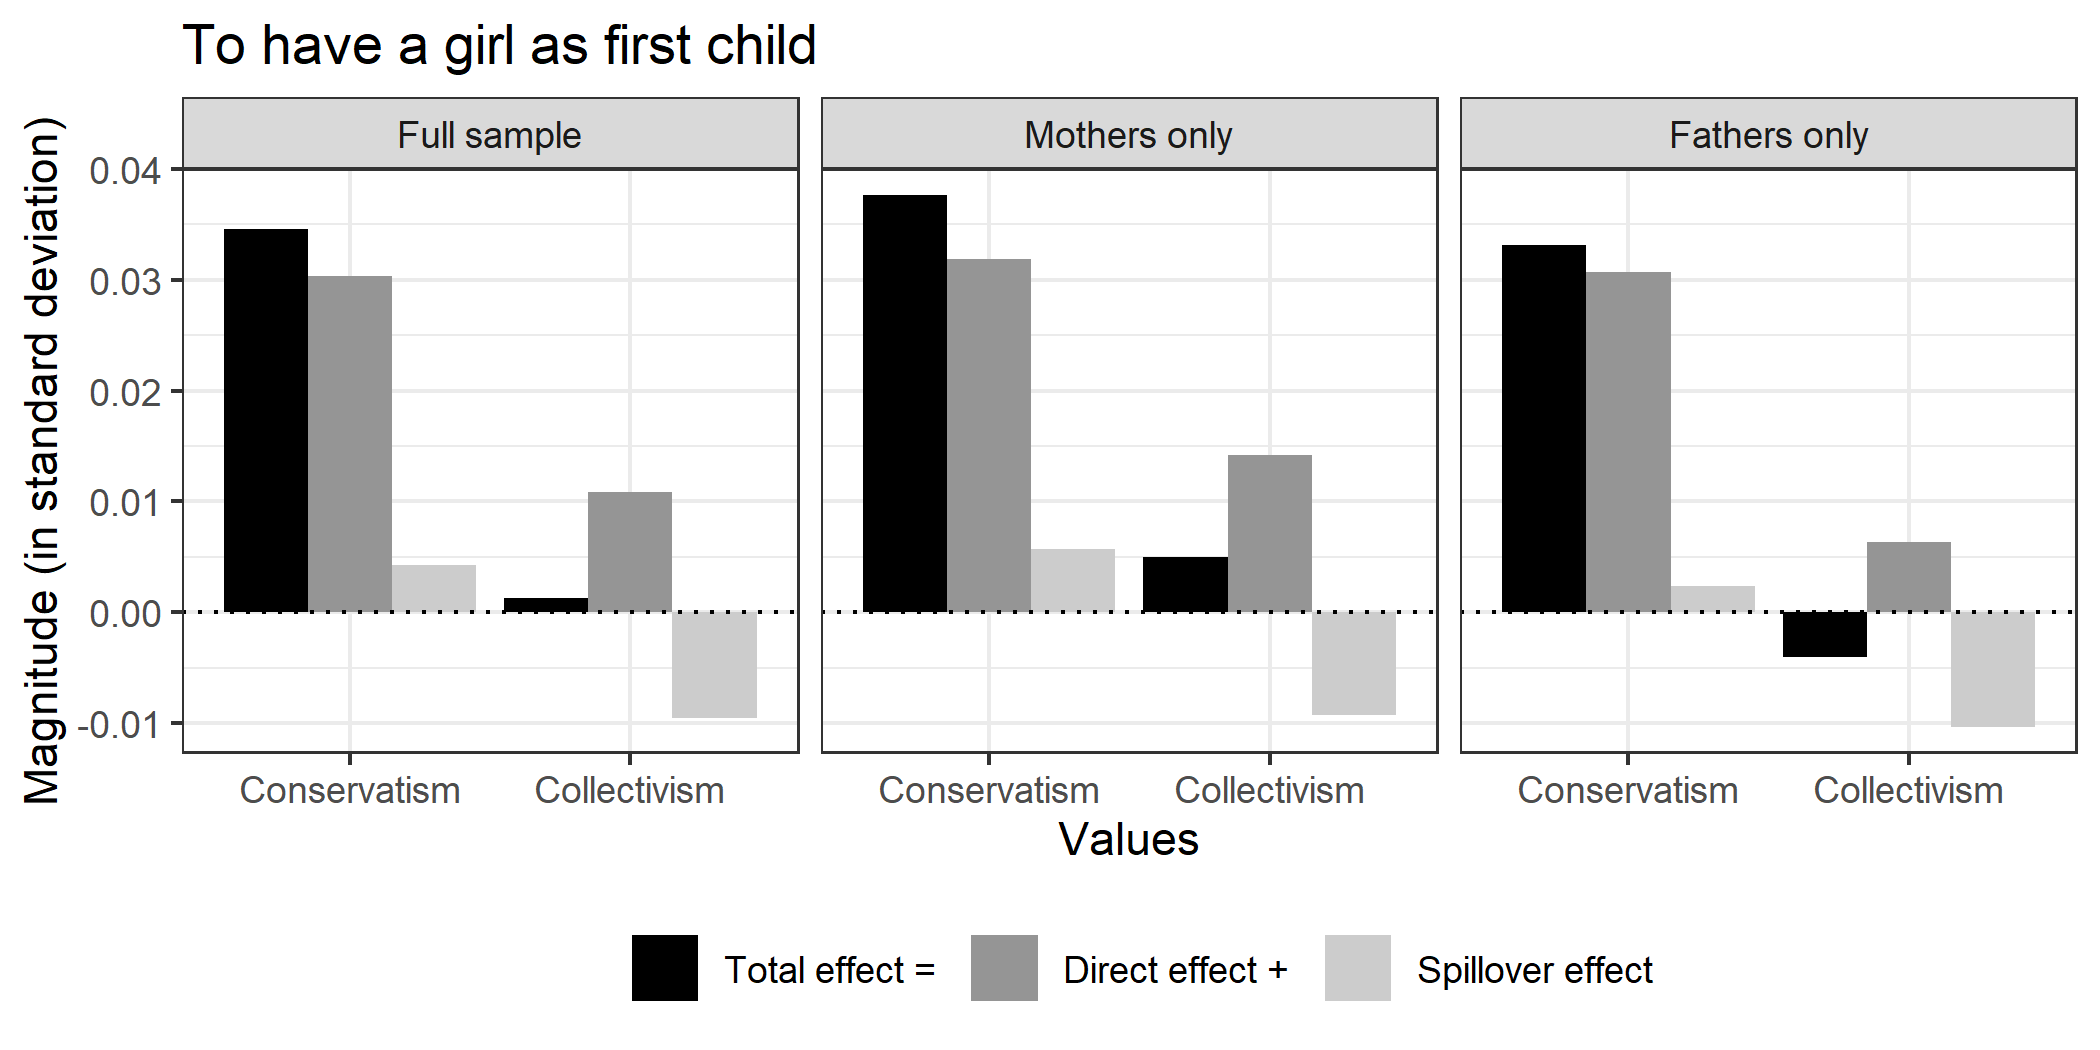 To have a girl as first child
Full sample
Mothers only
Fathers only
Magnitude (in standard deviation)
0.04
0.03
0.02
0.01
0.00
-0.01
Conservatism
Collectivism
Conservatism
Collectivism
Conservatism
Collectivism
Values
Total effect =
Direct effect +
Spillover effect